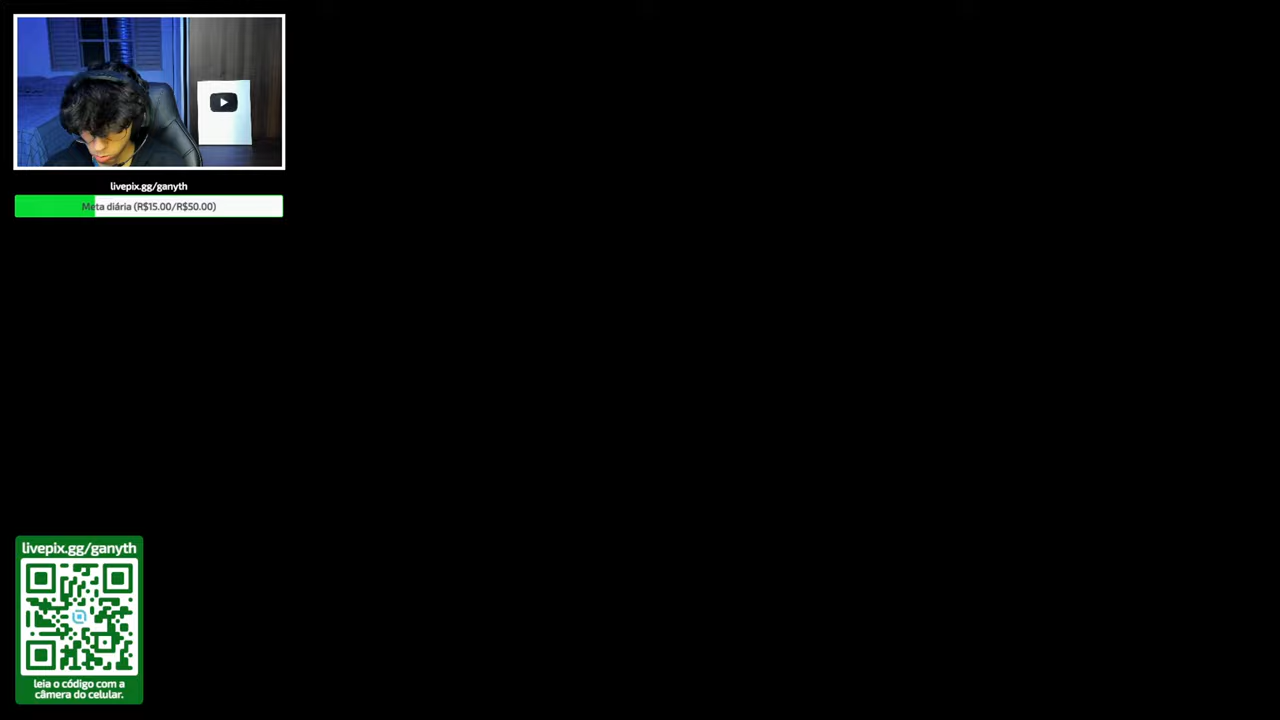 livepix.gg/ganyth
Meta diária (R$15.00/R$50.00)
livepix.gg/ganyth
leia o código com a
câmera do celular.